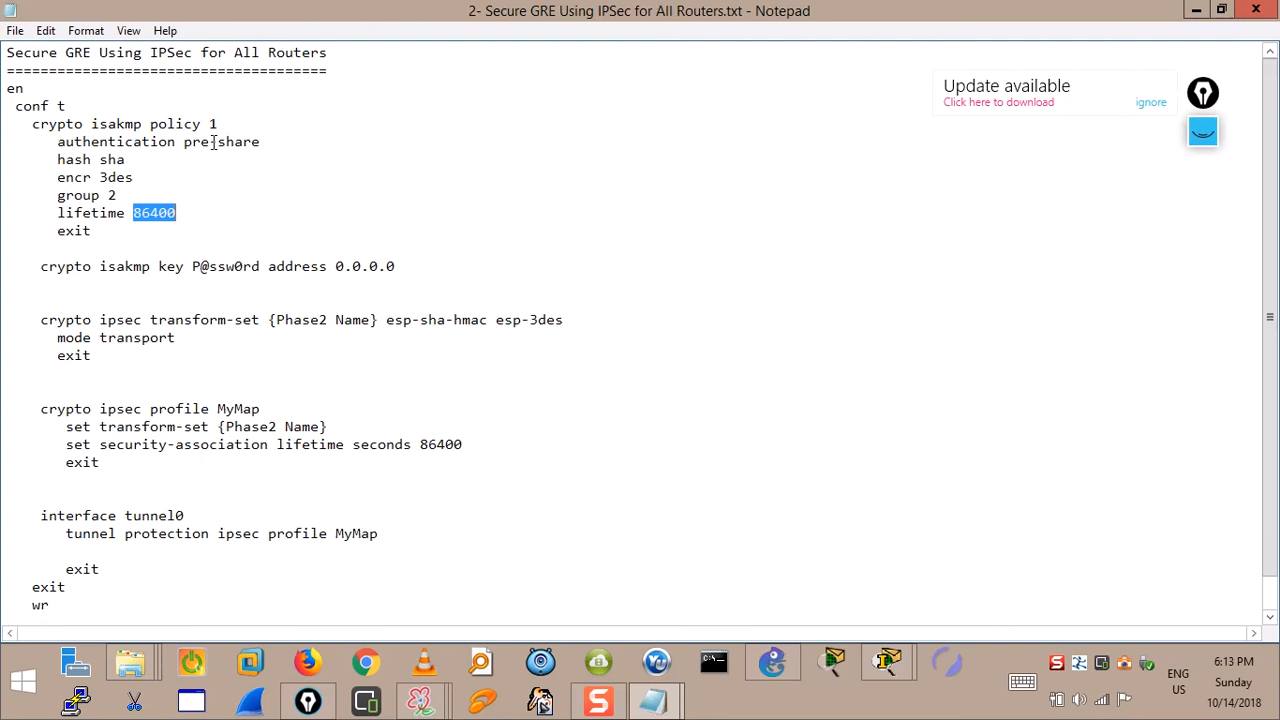 2- Secure GRE Using IPSec for All Routers.txt - Notepad
File Edit Format View Help
Secure GRE Using IPSec for All Routers
======================================
en
conf t
crypto isakmp policy 1
authentication pre-share
hash sha
encr 3des
group 2
lifetime 86400
exit
crypto isakmp key P@ssw0rd address 0.0.0.0
crypto ipsec transform-set {Phase2 Name} esp-sha-hmac esp-3des
mode transport
exit
crypto ipsec profile MyMap
set transform-set {Phase2 Name}
set security-association lifetime seconds 86400
exit
interface tunnel0
tunnel protection ipsec profile MyMap
exit
exit
wr
Update available
Click here to download ignore
ENG
US
6:13 PM
Sunday
10/14/2018